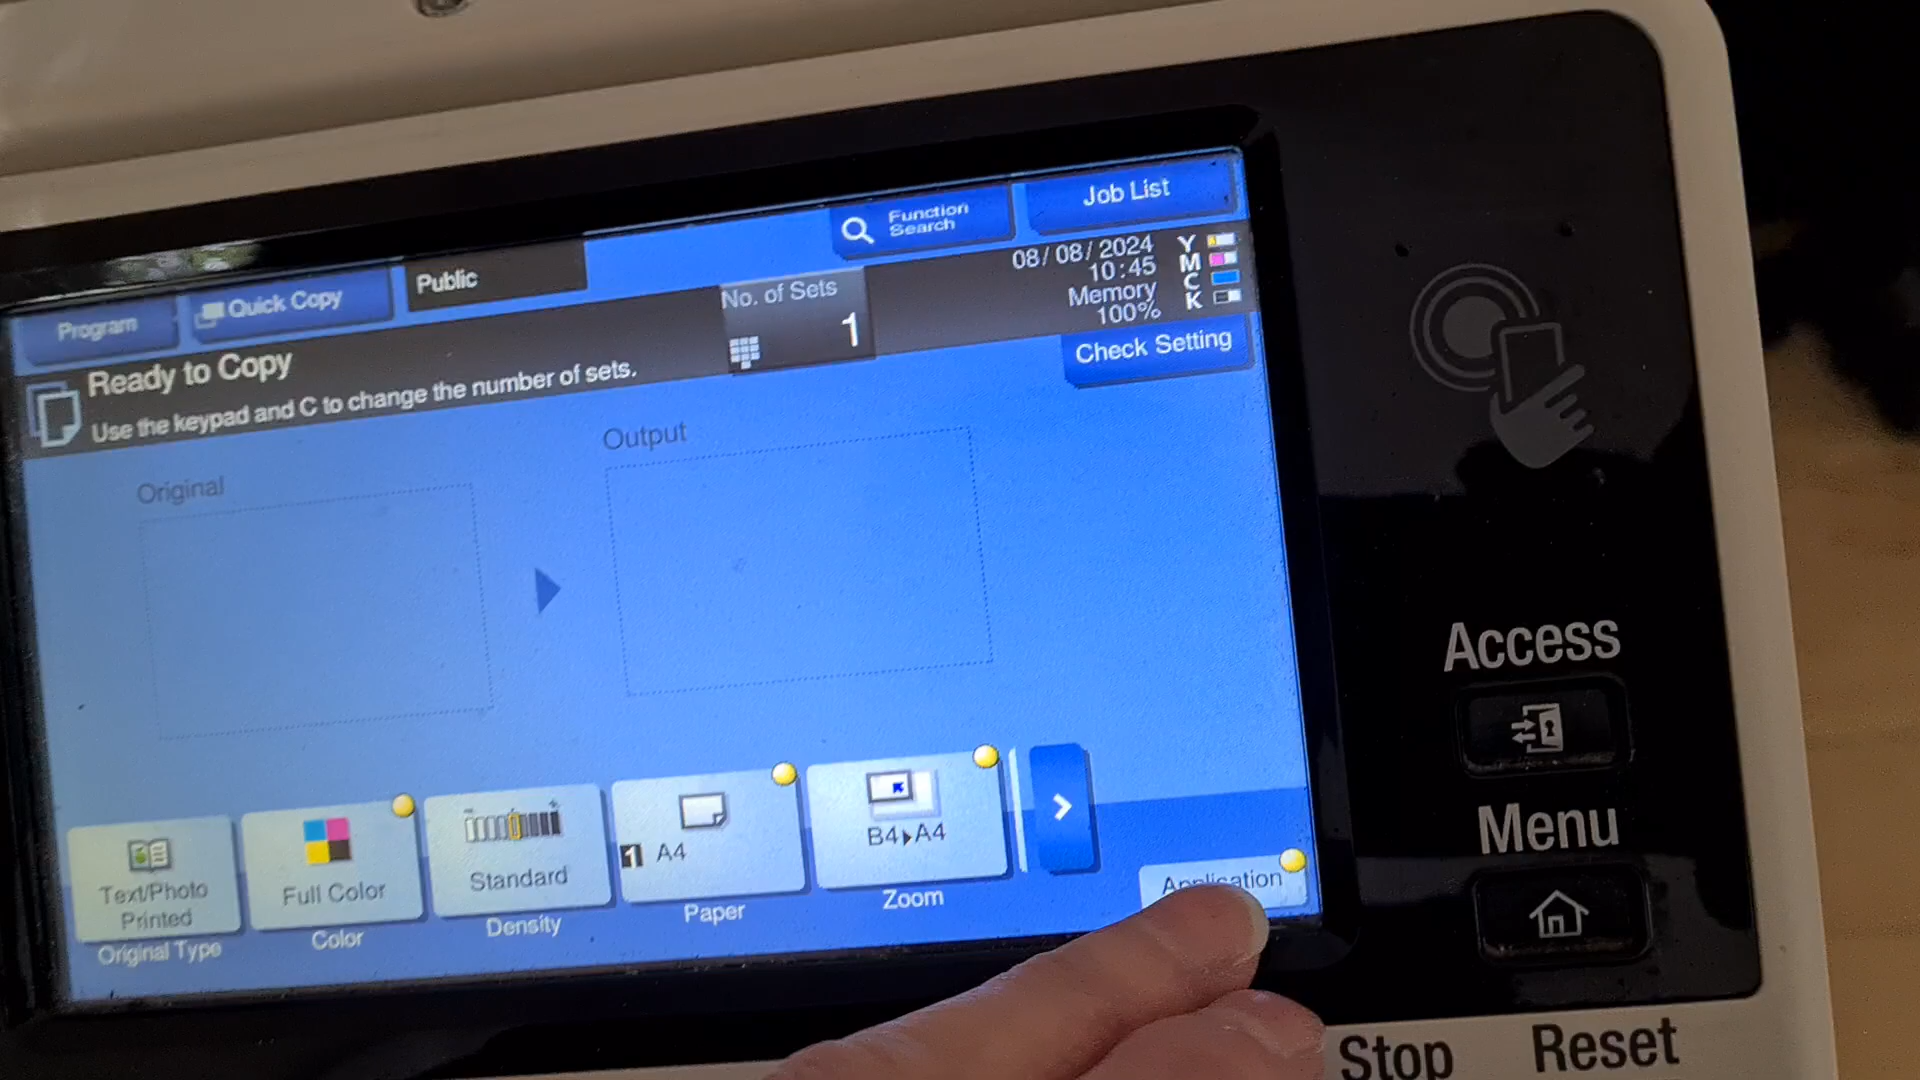 Function
Search
Job List
Program
Quick Copy
Public
No. of Sets
1
08/08/2024
10:45
Memory
100%
Y
M
C
K
Ready to Copy
Use the keypad and C to change the number of sets.
Check Setting
Original
Output
Text/Photo
Printed
Original Type
Full Color
Color
Standard
Density
1 A4
Paper
B4▸A4
Zoom
Application
Access
Menu
Stop
Reset